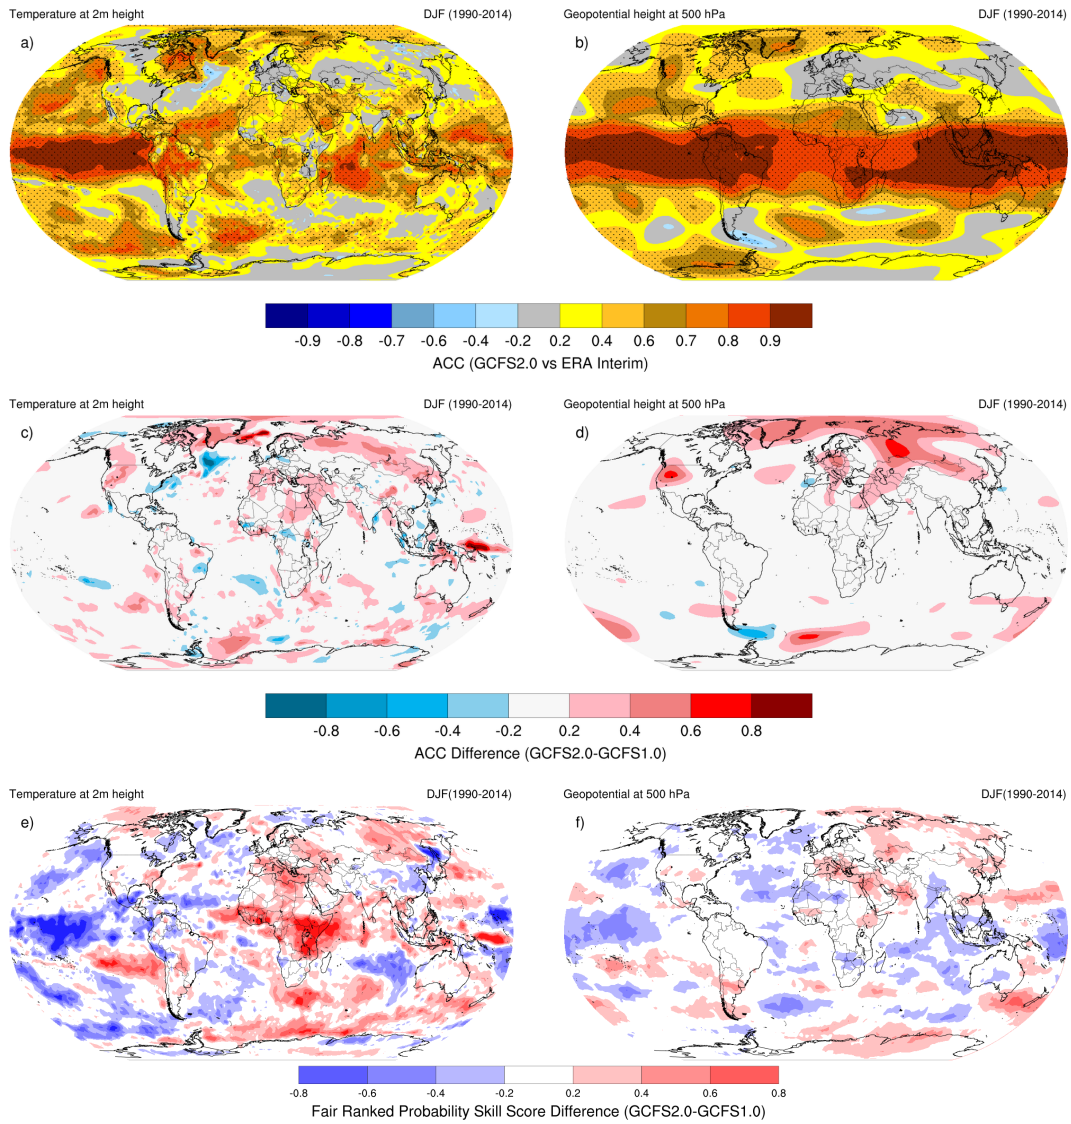 Temperature at 2m height DJF (1990-2014) Geopotential height at 500 hPa DJF (1990-2014)
a) b)
-0.9 -0.8 -0.7 -0.6 -0.4 -0.2 0.2 0.4 0.6 0.7 0.8 0.9
ACC (GCFS2.0 vs ERA Interim)
Temperature at 2m height DJF (1990-2014) Geopotential height at 500 hPa DJF (1990-2014)
c) d)
-0.8 -0.6 -0.4 -0.2 0.2 0.4 0.6 0.8
ACC Difference (GCFS2.0-GCFS1.0)
Temperature at 2m height DJF(1990-2014) Geopotential at 500 hPa DJF(1990-2014)
e) f)
-0.8 -0.6 -0.4 -0.2 0.2 0.4 0.6 0.8
Fair Ranked Probability Skill Score Difference (GCFS2.0-GCFS1.0)